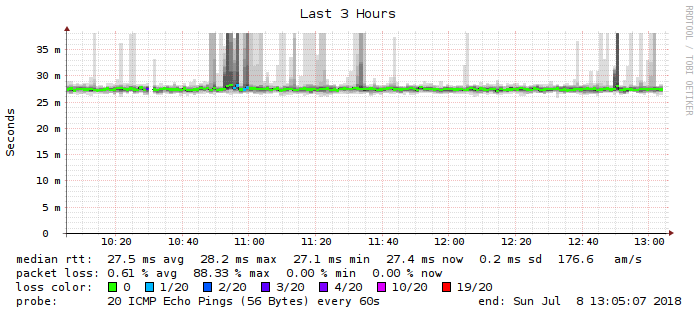 Last 3 Hours
RRDTOOL / TOBI OETIKER
Seconds
35 m
30 m
25 m
20 m
15 m
10 m
5 m
0
10:20 10:40 11:00 11:20 11:40 12:00 12:20 12:40 13:00
median rtt: 27.5 ms avg 28.2 ms max 27.1 ms min 27.4 ms now 0.2 ms sd 176.6 am/s
packet loss: 0.61 % avg 88.33 % max 0.00 % min 0.00 % now
loss color: 0 1/20 2/20 3/20 4/20 10/20 19/20
probe: 20 ICMP Echo Pings (56 Bytes) every 60s end: Sun Jul 8 13:05:07 2018